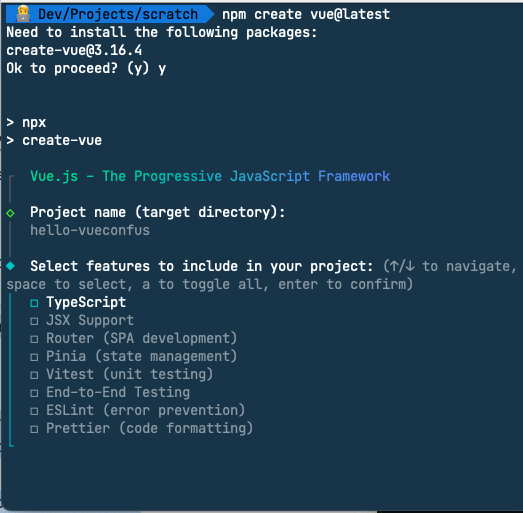 Dev/Projects/scratch npm create vue@latest
Need to install the following packages:
create-vue@3.16.4
Ok to proceed? (y) y
> npx
> create-vue
Vue.js - The Progressive JavaScript Framework
Project name (target directory):
hello-vueconfus
Select features to include in your project: (↑/↓ to navigate,
space to select, a to toggle all, enter to confirm)
TypeScript
JSX Support
Router (SPA development)
Pinia (state management)
Vitest (unit testing)
End-to-End Testing
ESLint (error prevention)
Prettier (code formatting)